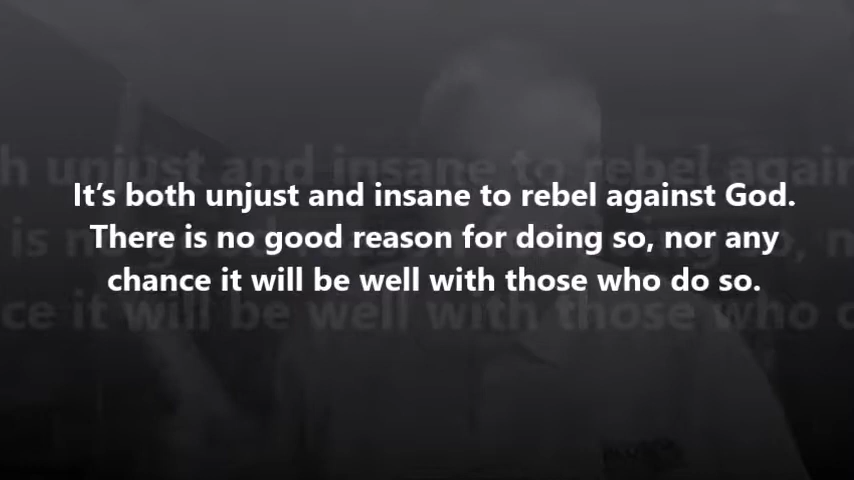 It’s both unjust and insane to rebel against God.
There is no good reason for doing so, nor any
chance it will be well with those who do so.